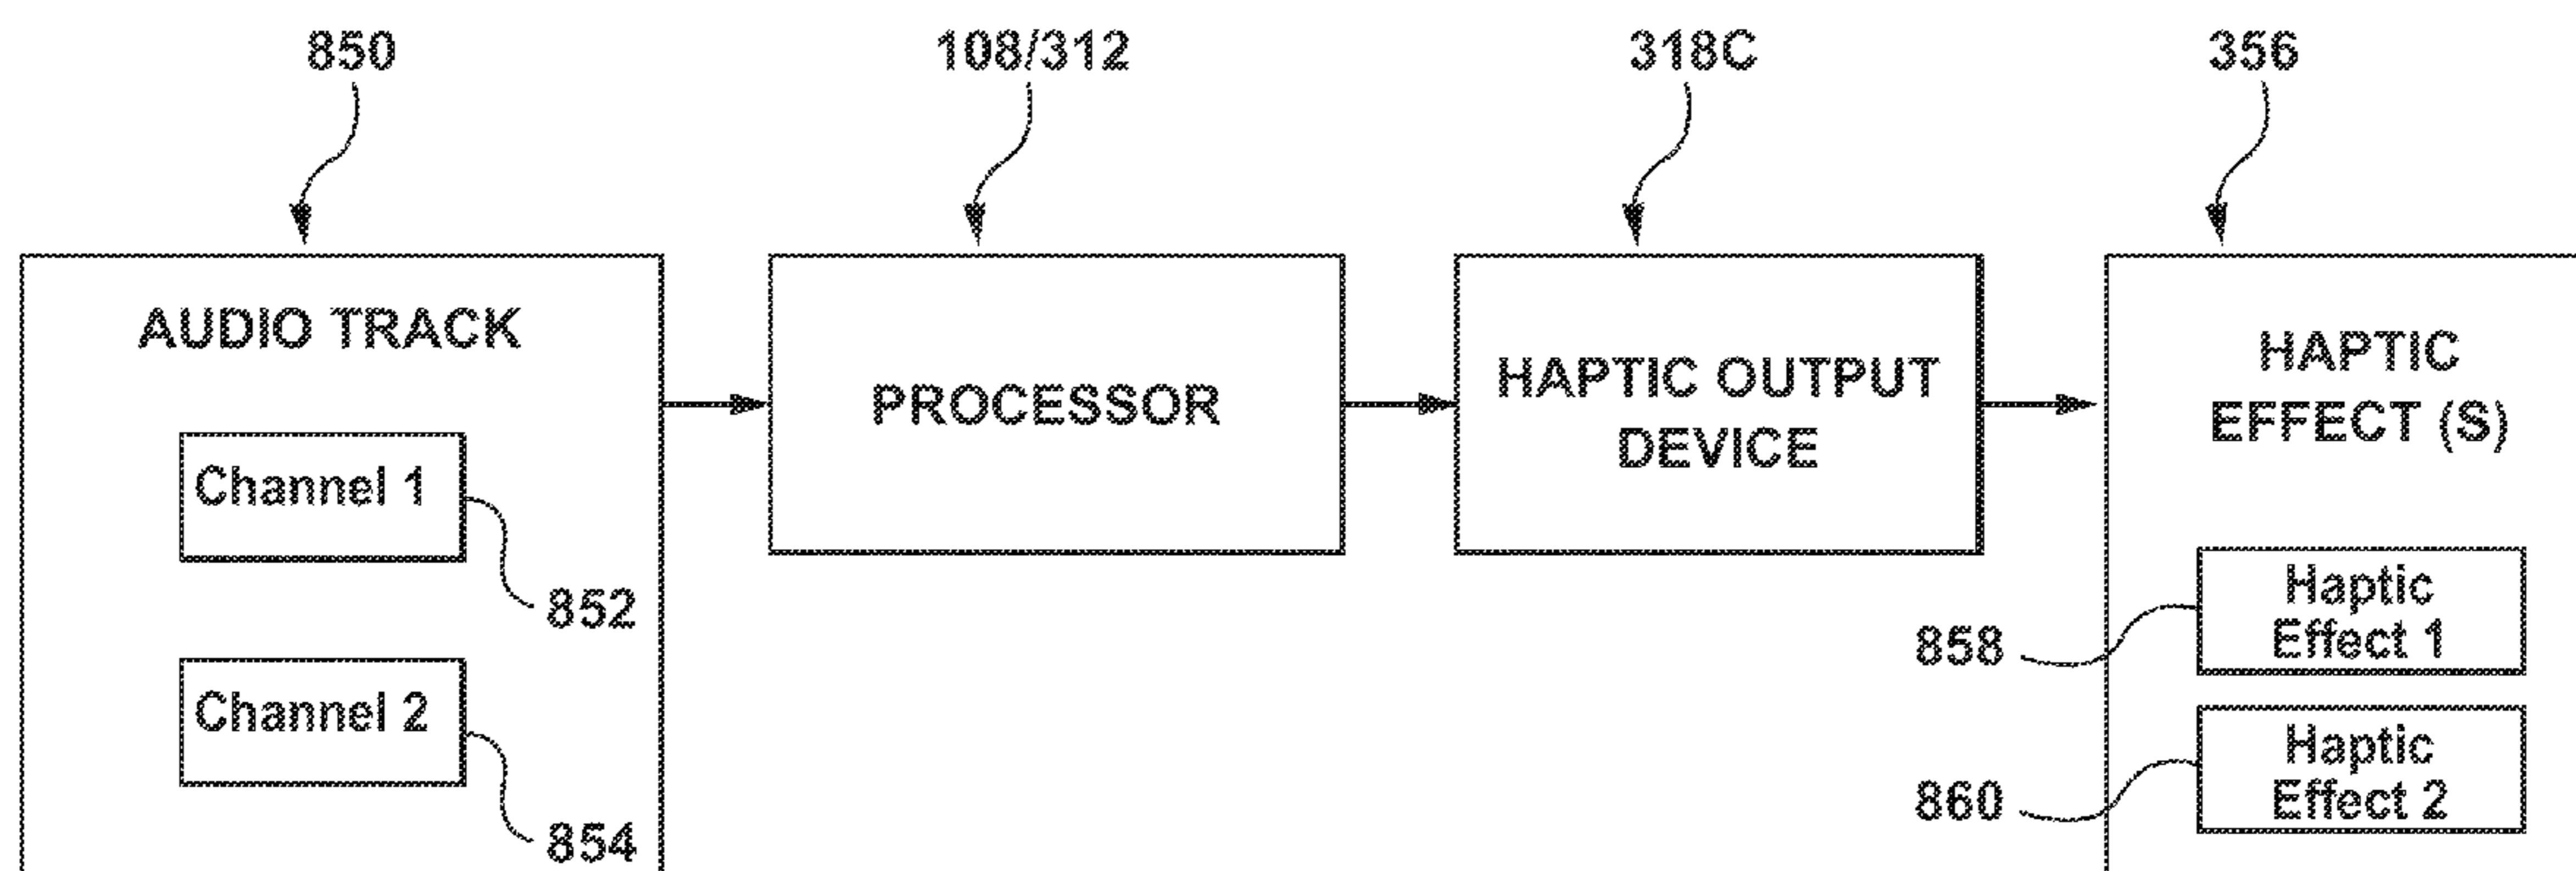 850
108/312
318C
356
AUDIO TRACK
Channel 1
852
Channel 2
854
PROCESSOR
HAPTIC OUTPUT
DEVICE
HAPTIC
EFFECT (S)
Haptic
Effect 1
858
Haptic
Effect 2
860